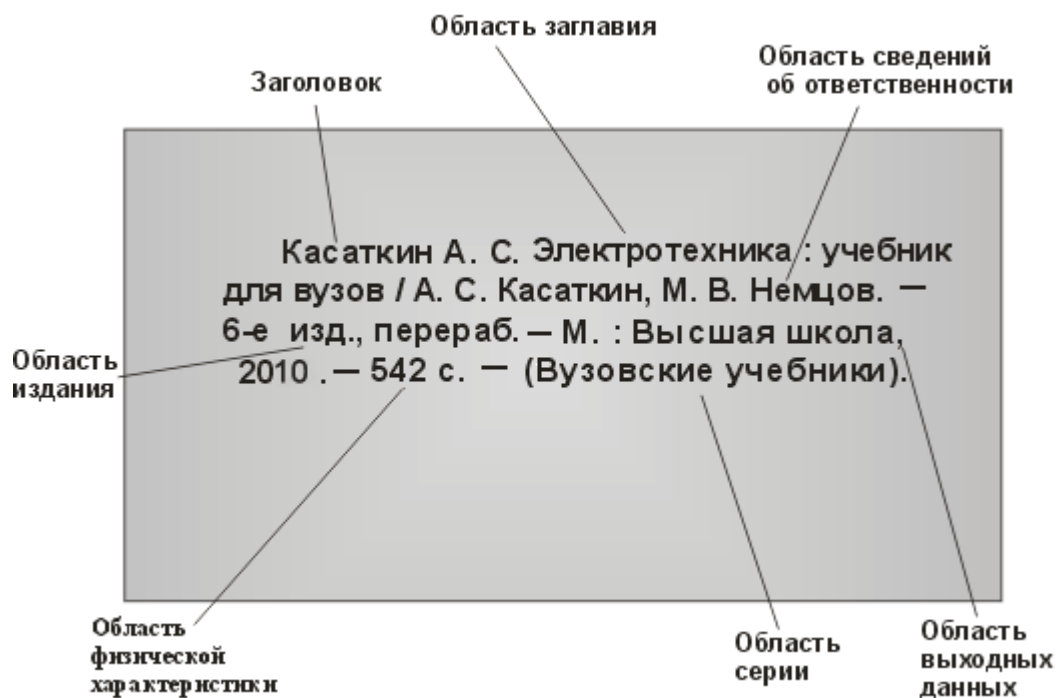 Область заглавия
Заголовок
Область сведений
об ответственности
Касаткин А. С. Электротехника : учебник
для вузов / А. С. Касаткин, М. В. Немцов. —
6-е изд., перераб. — М. : Высшая школа,
2010 . — 542 с. — (Вузовские учебники).
Область
издания
Область
физической
характеристики
Область
серии
Область
выходных
данных